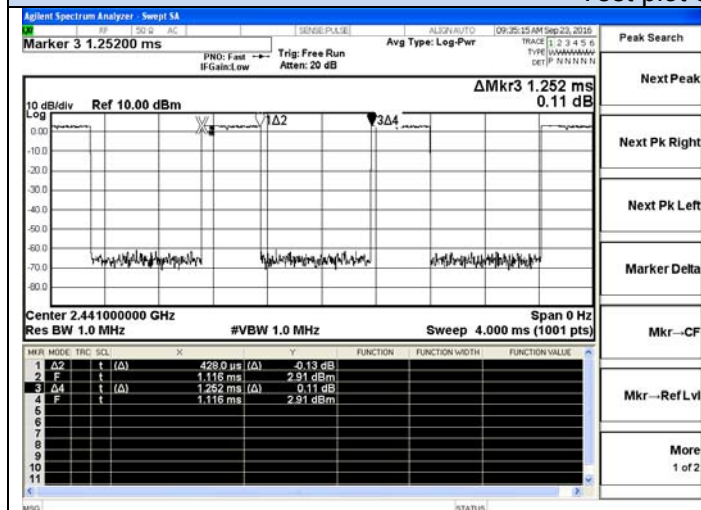 Agilent Spectrum Analyzer - Swept SA
RF 50 Ω AC SENSE:PULSE ALIGNAUTO 09:35:15 AM Sep 23, 2016
Marker 3 1.25200 ms
PNO: Fast
IFGain:Low
Trig: Free Run
Atten: 20 dB
Avg Type: Log-Pwr
TRACE 1 2 3 4 5 6
TYPE WWWWWW
DET P N N N N N
Peak Search
Next Peak
Next Pk Right
Next Pk Left
Marker Delta
Mkr→CF
Mkr→Ref Lvl
More
1 of 2
ΔMkr3 1.252 ms
0.11 dB
10 dB/div Ref 10.00 dBm
Log
0.00
-10.0
-20.0
-30.0
-40.0
-50.0
-60.0
-70.0
-80.0
1Δ2
3Δ4
Center 2.441000000 GHz
Span 0 Hz
Res BW 1.0 MHz
#VBW 1.0 MHz
Sweep 4.000 ms (1001 pts)
MKR MODE TRC SCL X Y FUNCTION FUNCTION WIDTH FUNCTION VALUE
1 Δ2 t (Δ) 428.0 µs (Δ) -0.13 dB
2 F t 1.116 ms 2.91 dBm
3 Δ4 t (Δ) 1.252 ms (Δ) 0.11 dB
4 F t 1.116 ms 2.91 dBm
5
6
7
8
9
10
11
MSG
STATUS